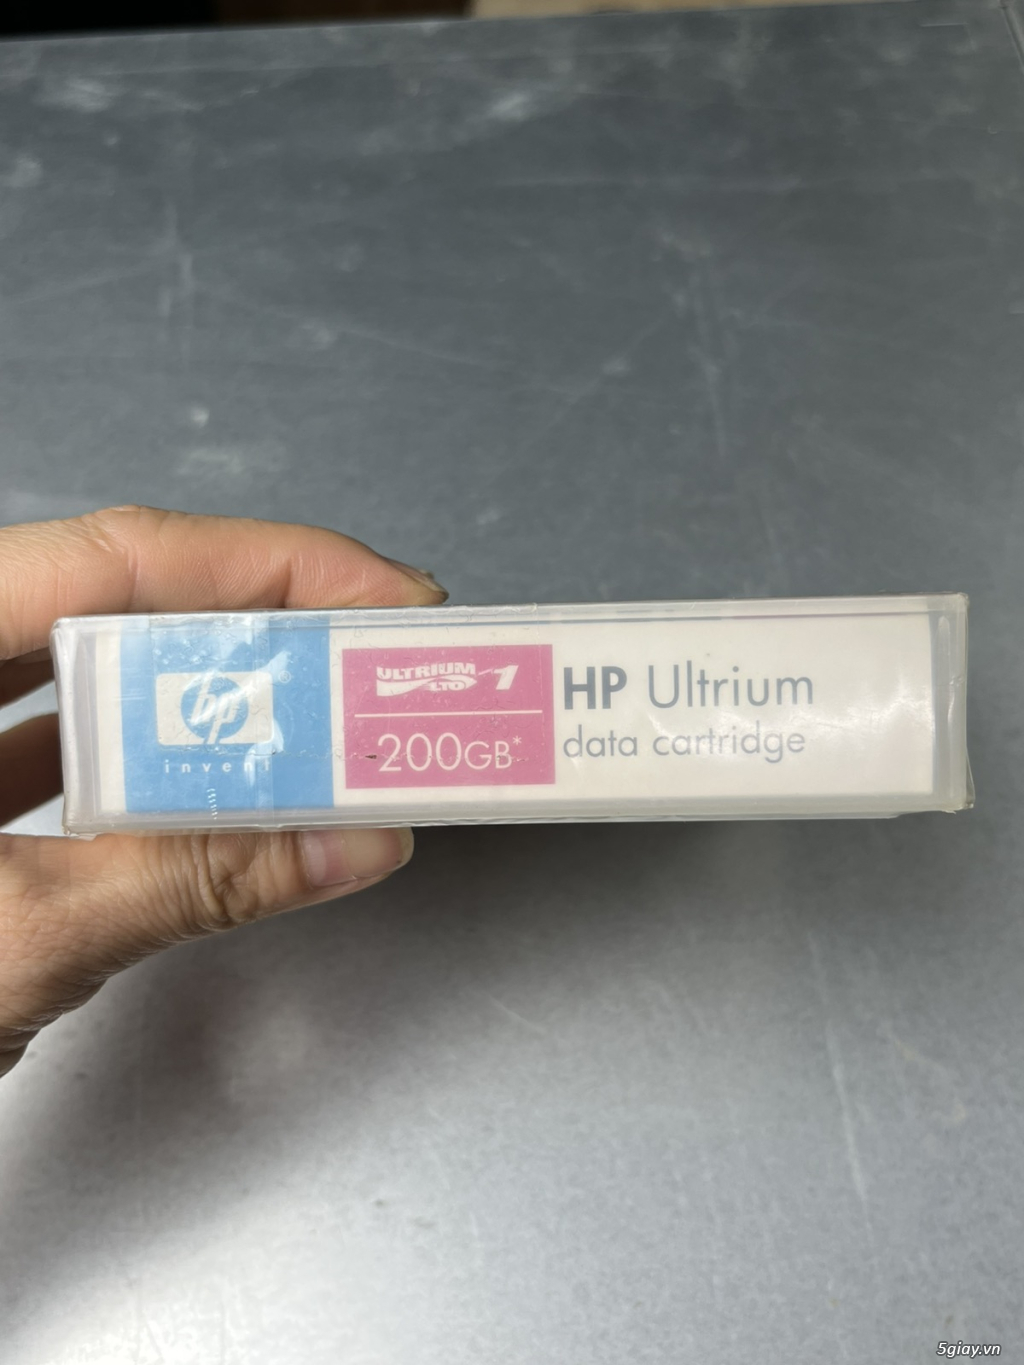 hp
®
invent
ULTRIUM
LTO 1
200GB*
HP Ultrium
data cartridge
5giay.vn